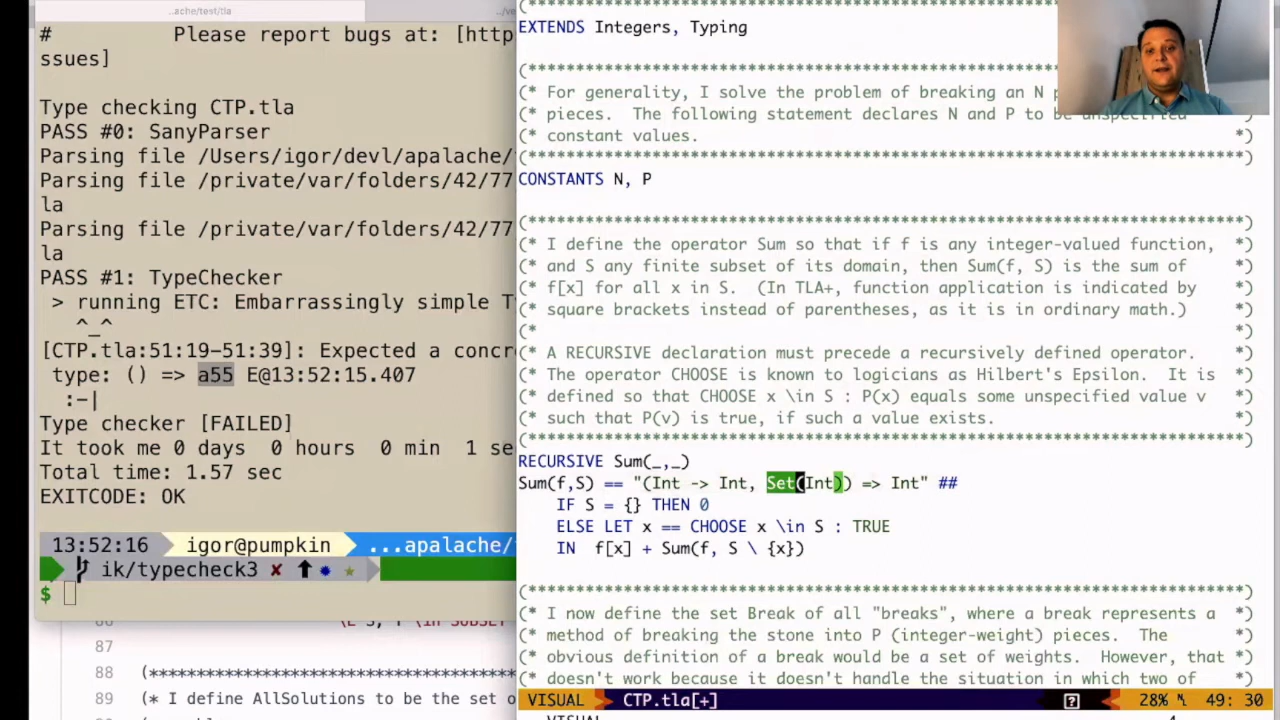 ..ache/test/tla
../ve
#          Please report bugs at: [http
ssues]
Type checking CTP.tla
PASS #0: SanyParser
Parsing file /Users/igor/devl/apalache/
Parsing file /private/var/folders/42/77
la
Parsing file /private/var/folders/42/77
la
PASS #1: TypeChecker
 > running ETC: Embarrassingly simple T
   ^_^
[CTP.tla:51:19-51:39]: Expected a concr
 type: () => a55 E@13:52:15.407
  :-|
Type checker [FAILED]
It took me 0 days  0 hours  0 min  1 se
Total time: 1.57 sec
EXITCODE: OK
13:52:16 igor@pumpkin ...apalache/
ik/typecheck3 ✘ ⬆ ✹ ★
$
\E S, T \in SUBSET
87
88 (*****************************************
89 (* I define AllSolutions to be the set o
EXTENDS Integers, Typing
(***************************************************
(* For generality, I solve the problem of breaking an N p
(* pieces.  The following statement declares N and P to be unspecified
(* constant values. *)
(**************************************************************************)
CONSTANTS N, P
(**************************************************************************)
(* I define the operator Sum so that if f is any integer-valued function, *)
(* and S any finite subset of its domain, then Sum(f, S) is the sum of *)
(* f[x] for all x in S.  (In TLA+, function application is indicated by *)
(* square brackets instead of parentheses, as it is in ordinary math.) *)
(* *)
(* A RECURSIVE declaration must precede a recursively defined operator. *)
(* The operator CHOOSE is known to logicians as Hilbert's Epsilon.  It is *)
(* defined so that CHOOSE x \in S : P(x) equals some unspecified value v *)
(* such that P(v) is true, if such a value exists. *)
(**************************************************************************)
RECURSIVE Sum(_,_)
Sum(f,S) == "(Int -> Int, Set(Int)) => Int" ##
IF S = {} THEN 0
ELSE LET x == CHOOSE x \in S : TRUE
IN  f[x] + Sum(f, S \ {x})
(**************************************************************************)
(* I now define the set Break of all "breaks", where a break represents a *)
(* method of breaking the stone into P (integer-weight) pieces.  The *)
(* obvious definition of a break would be a set of weights.  However, that *)
(* doesn't work because it doesn't handle the situation in which two of *)
VISUAL CTP.tla[+] 28% 49: 30
VISUAL